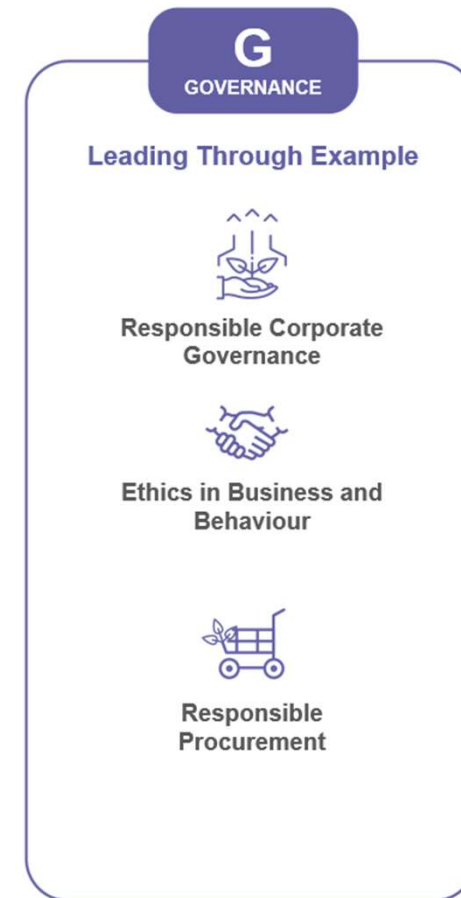 G
GOVERNANCE
Leading Through Example
Responsible Corporate
Governance
Ethics in Business and
Behaviour
Responsible
Procurement